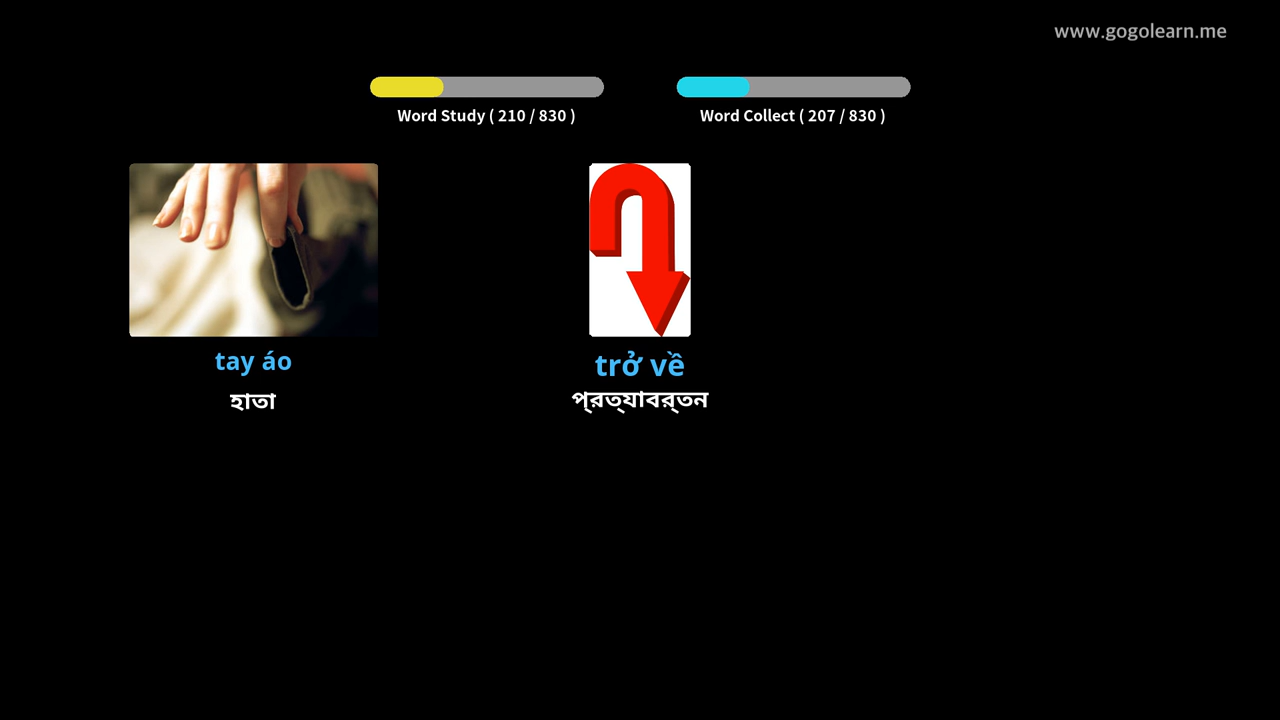 www.gogolearn.me
Word Study ( 210 / 830 )
Word Collect ( 207 / 830 )
tay áo
হাতা
trở về
প্রত্যাবর্তন